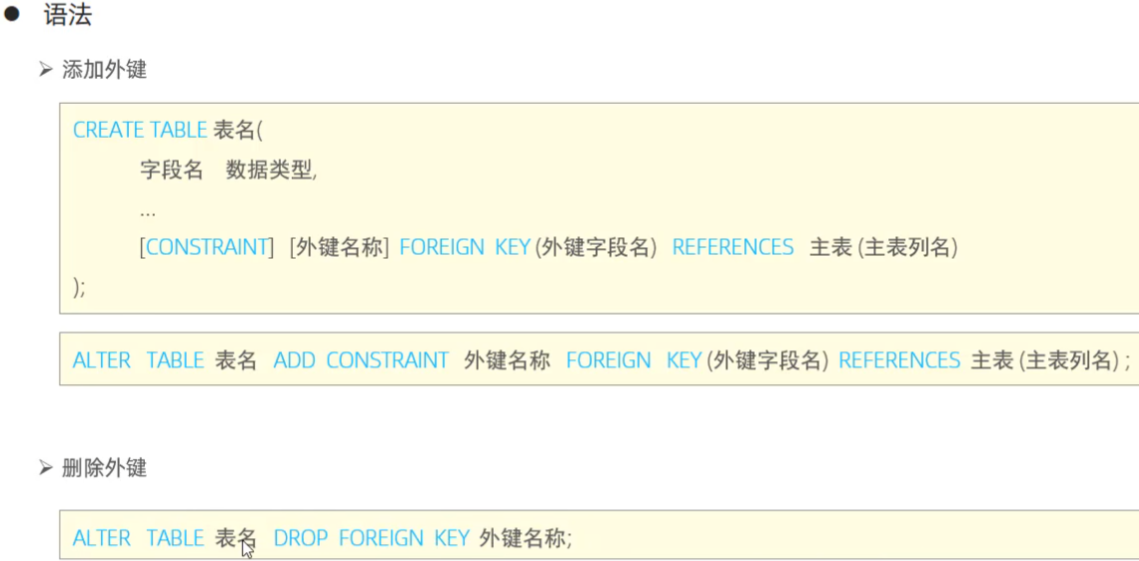 ● 语法
➢ 添加外键
CREATE TABLE 表名(
字段名 数据类型,
...
[CONSTRAINT] [外键名称] FOREIGN KEY (外键字段名) REFERENCES 主表 (主表列名)
);
ALTER TABLE 表名 ADD CONSTRAINT 外键名称 FOREIGN KEY (外键字段名) REFERENCES 主表 (主表列名) ;
➢ 删除外键
ALTER TABLE 表名 DROP FOREIGN KEY 外键名称;